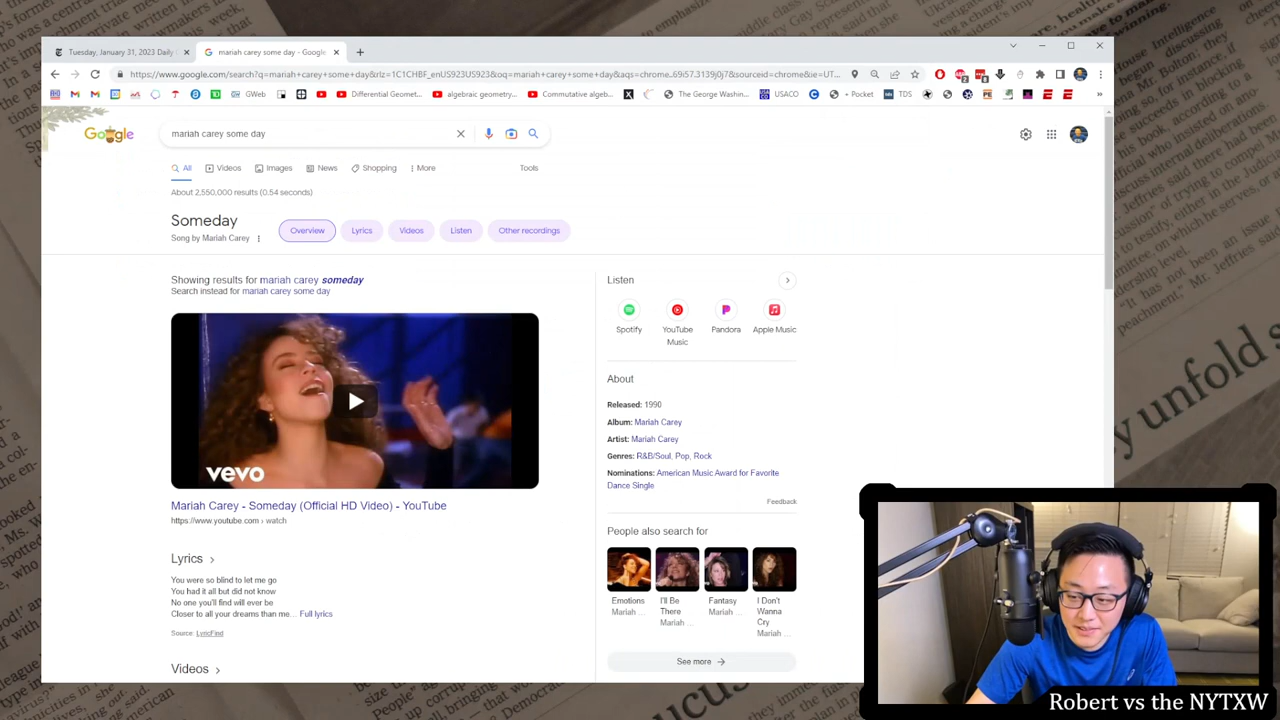 Tuesday, January 31, 2023 Daily
mariah carey some day - Google
https://www.google.com/search?q=mariah+carey+some+day&rlz=1C1CHBF_enUS923US923&oq=mariah+carey+some+day&aqs=chrome..69i57.3139j0j7&sourceid=chrome&ie=UT...
GWeb
Differential Geomet...
algebraic geometry...
Commutative algeb...
The George Washin...
USACO
+ Pocket
TDS
Google
mariah carey some day
All
Videos
Images
News
Shopping
More
Tools
About 2,550,000 results (0.54 seconds)
Someday
Song by Mariah Carey
Overview
Lyrics
Videos
Listen
Other recordings
Showing results for mariah carey someday
Search instead for mariah carey some day
vevo
Mariah Carey - Someday (Official HD Video) - YouTube
https://www.youtube.com › watch
Lyrics
You were so blind to let me go
You had it all but did not know
No one you'll find will ever be
Closer to all your dreams than me... Full lyrics
Source: LyricFind
Videos
Listen
Spotify
YouTube
Music
Pandora
Apple Music
About
Released: 1990
Album: Mariah Carey
Artist: Mariah Carey
Genres: R&B/Soul, Pop, Rock
Nominations: American Music Award for Favorite
Dance Single
Feedback
People also search for
Emotions
Mariah ...
I'll Be
There
Mariah ...
Fantasy
Mariah ...
I Don't
Wanna
Cry
Mariah ...
See more
y unfold s
Robert vs the NYTXW